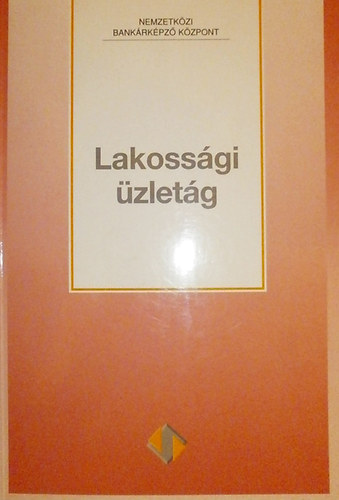 NEMZETKÖZI
BANKÁRKÉPZŐ KÖZPONT
Lakossági
üzletág